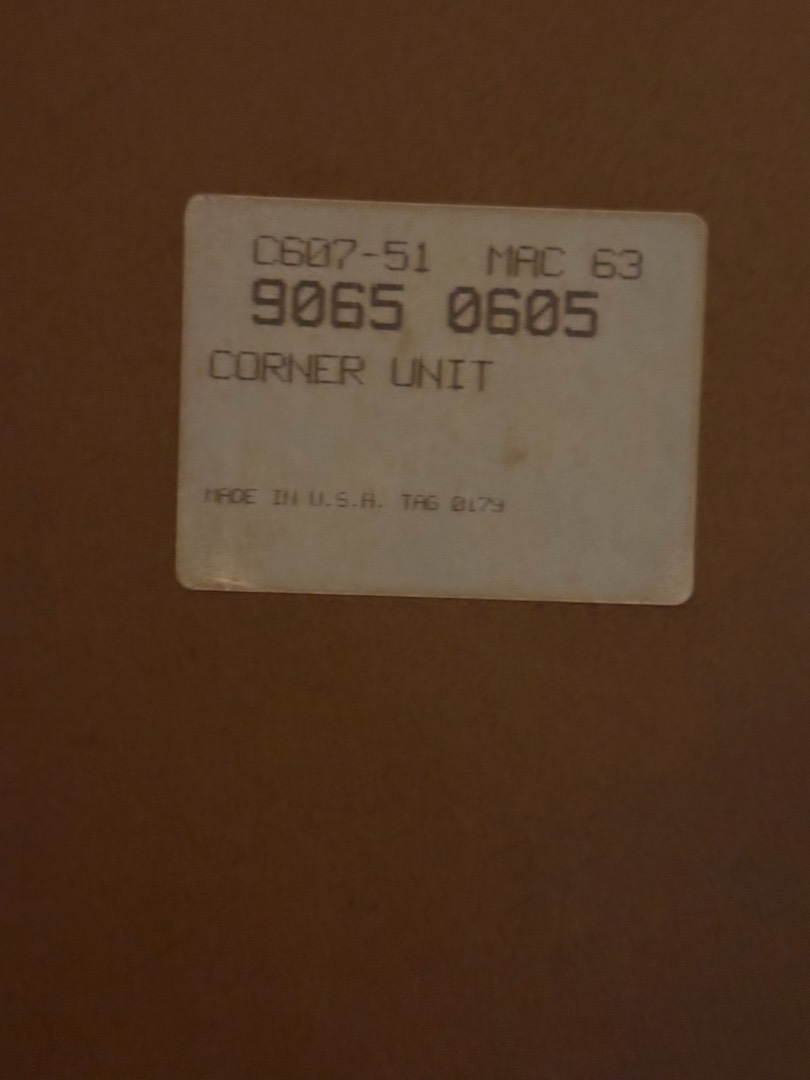 C607-51 MAC 63
9065 0605
CORNER UNIT
MADE IN U.S.A. TAG 0179